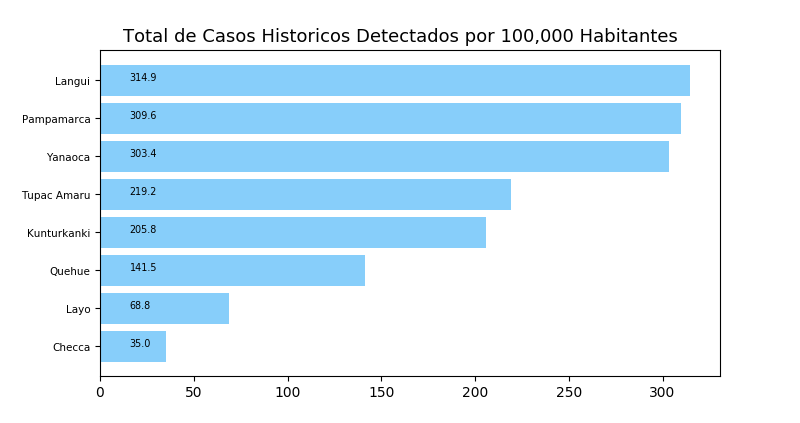 Total de Casos Historicos Detectados por 100,000 Habitantes
Langui 314.9
Pampamarca 309.6
Yanaoca 303.4
Tupac Amaru 219.2
Kunturkanki 205.8
Quehue 141.5
Layo 68.8
Checca 35.0
0 50 100 150 200 250 300